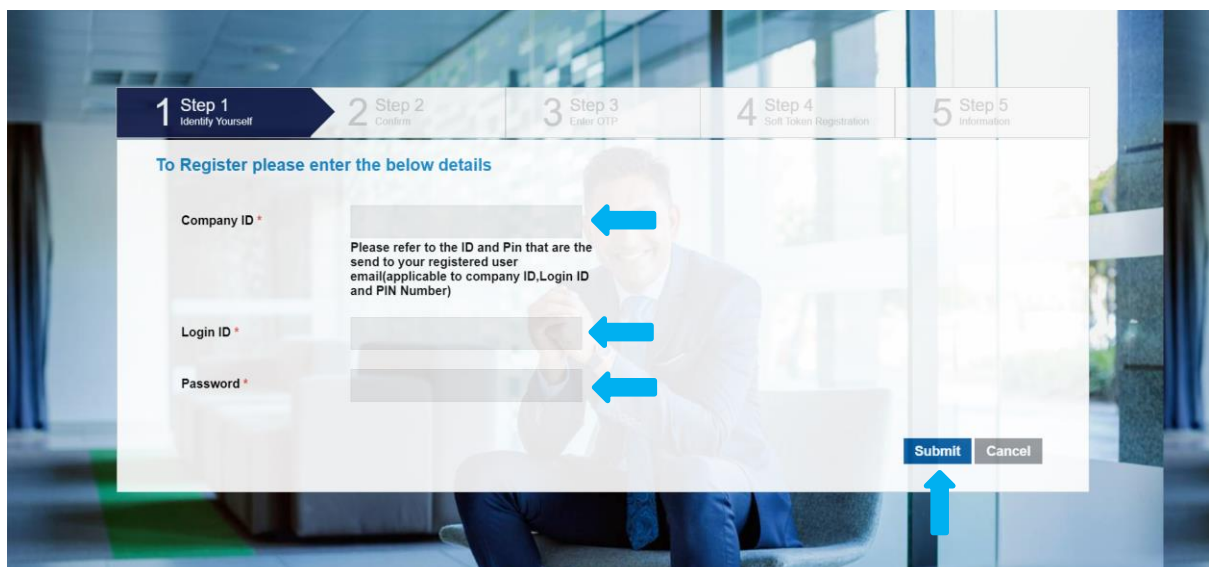 1 Step 1
Identify Yourself
2 Step 2
Confirm
3 Step 3
Enter OTP
4 Step 4
Soft Token Registration
5 Step 5
Information
To Register please enter the below details
Company ID *
Please refer to the ID and Pin that are the
send to your registered user
email(applicable to company ID,Login ID
and PIN Number)
Login ID *
Password *
Submit Cancel